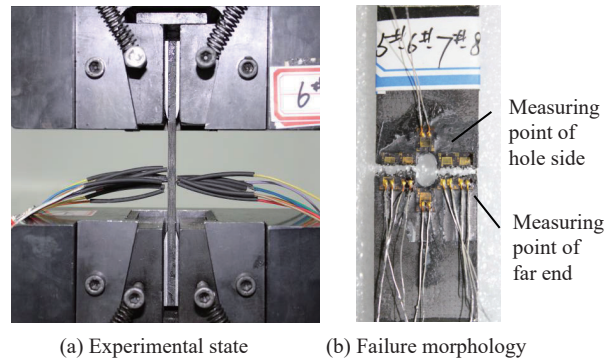 6#
5#-6#-7#-8
Measuring
point of
hole side
Measuring
point of
far end
(a) Experimental state
(b) Failure morphology